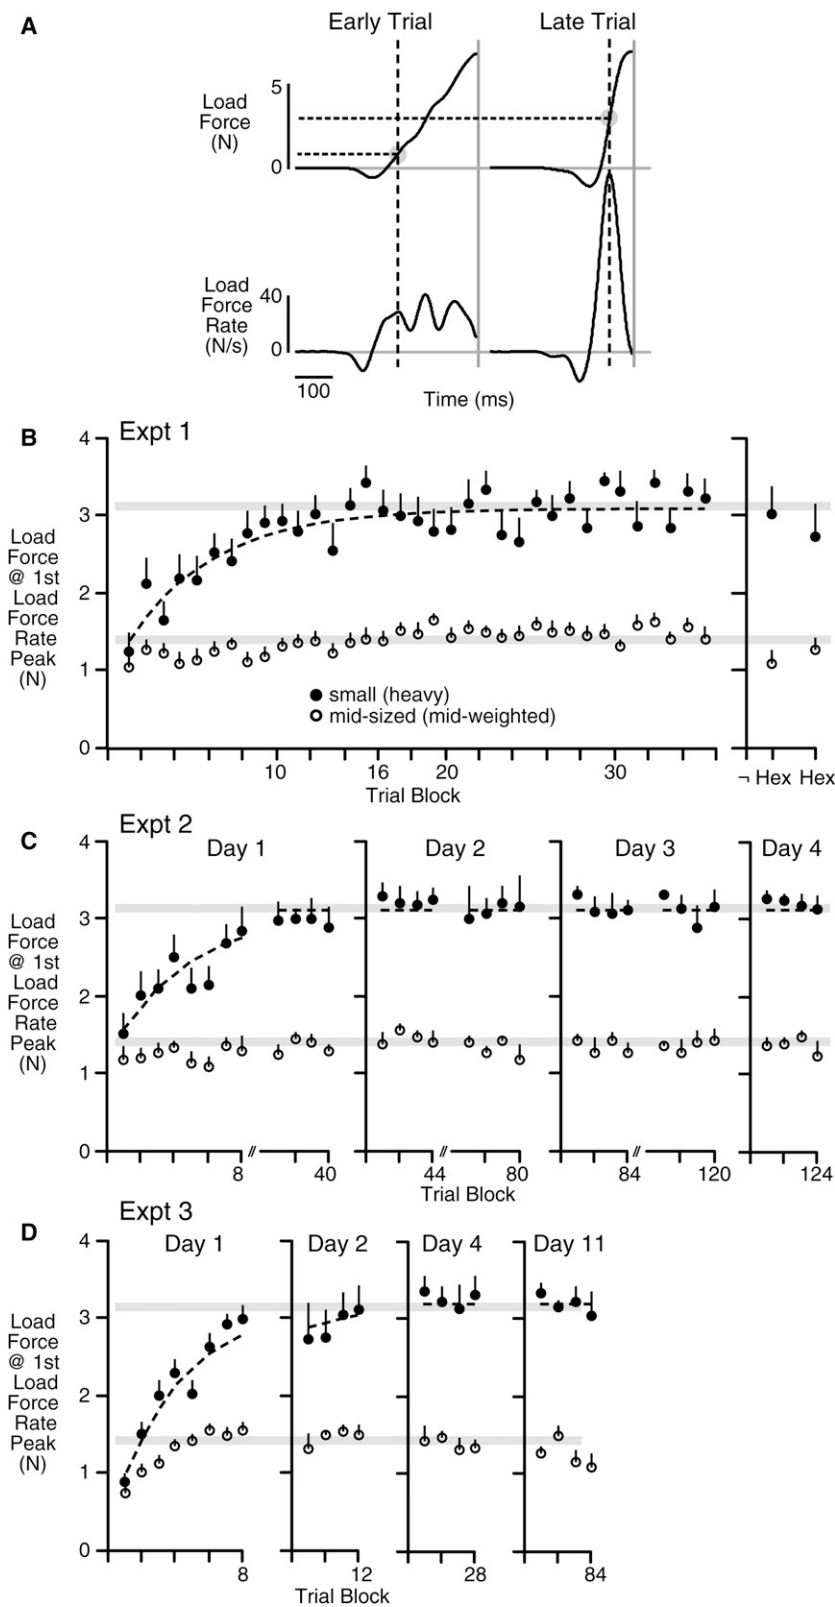 A
Early Trial
Late Trial
Load
Force
(N)
5
0
Load
Force
Rate
(N/s)
40
0
100
Time (ms)
B
Expt 1
4
3
2
1
0
Load
Force
@ 1st
Load
Force
Rate
Peak
(N)
small (heavy)
mid-sized (mid-weighted)
10
16
20
30
¬ Hex
Hex
Trial Block
C
Expt 2
Day 1
Day 2
Day 3
Day 4
4
3
2
1
0
Load
Force
@ 1st
Load
Force
Rate
Peak
(N)
8
//
40
44
//
80
84
//
120
124
Trial Block
D
Expt 3
Day 1
Day 2
Day 4
Day 11
4
3
2
1
0
Load
Force
@ 1st
Load
Force
Rate
Peak
(N)
8
12
28
84
Trial Block